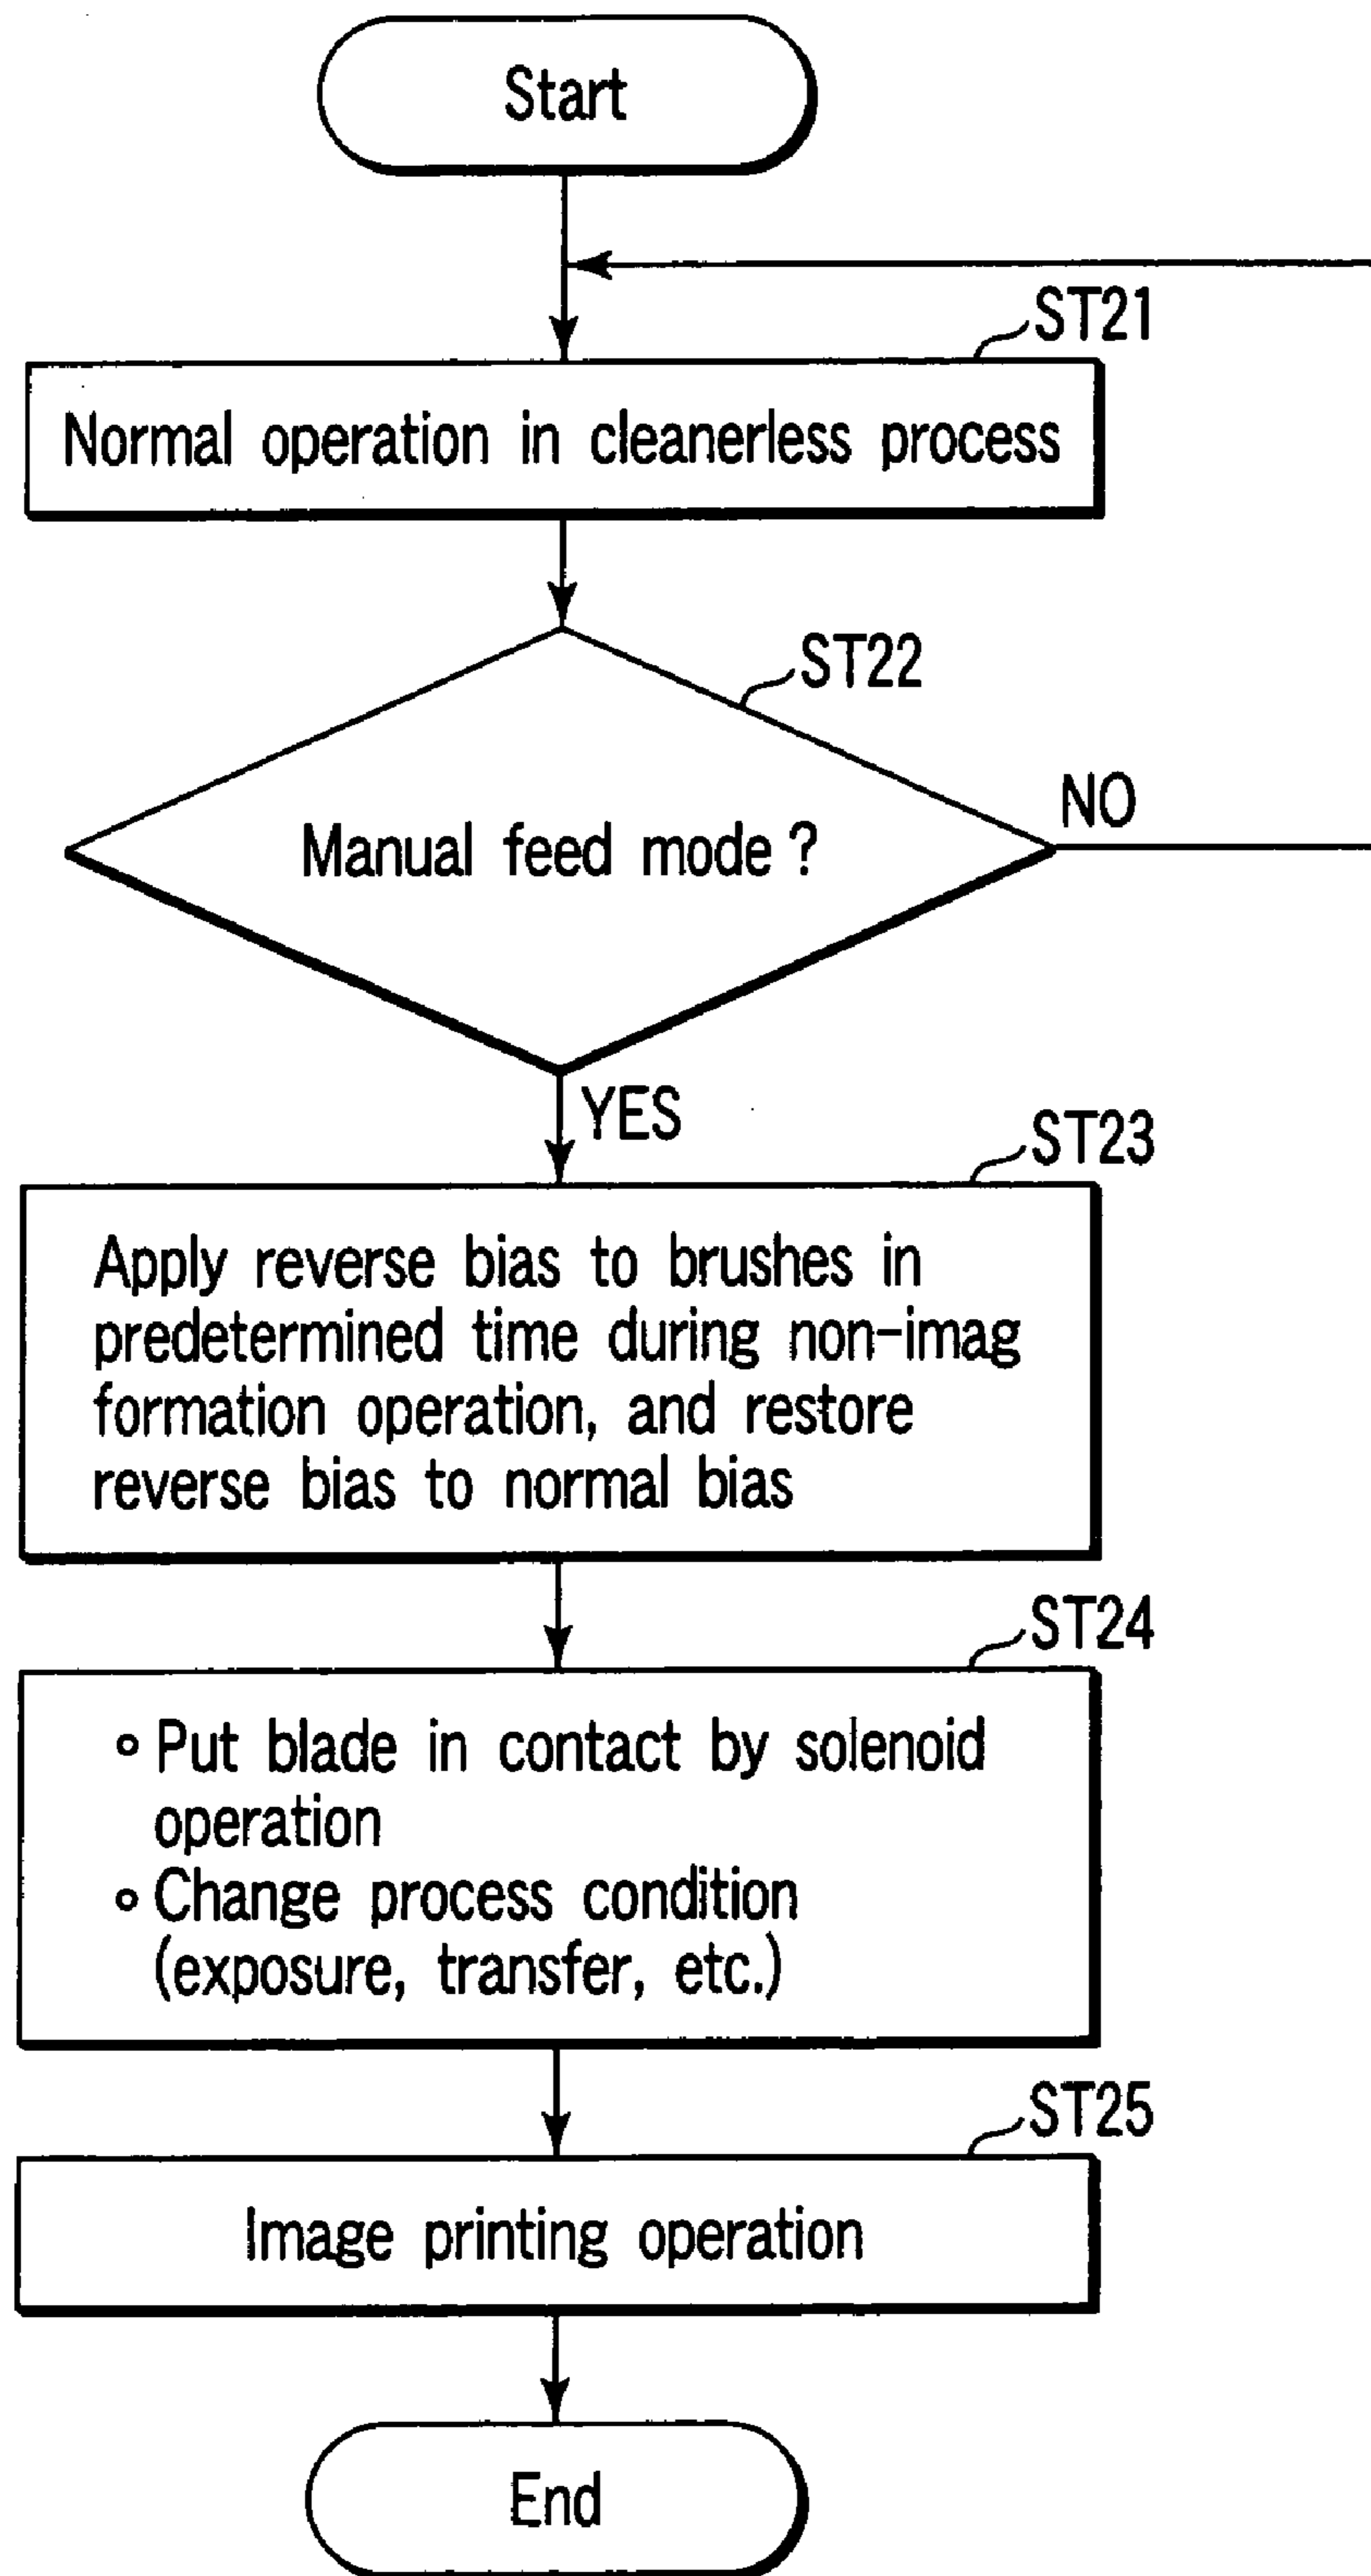 Start
ST21
Normal operation in cleanerless process
ST22
Manual feed mode ?
NO
YES
ST23
Apply reverse bias to brushes in
predetermined time during non-imag
formation operation, and restore
reverse bias to normal bias
ST24
∘ Put blade in contact by solenoid
operation
∘ Change process condition
(exposure, transfer, etc.)
ST25
Image printing operation
End